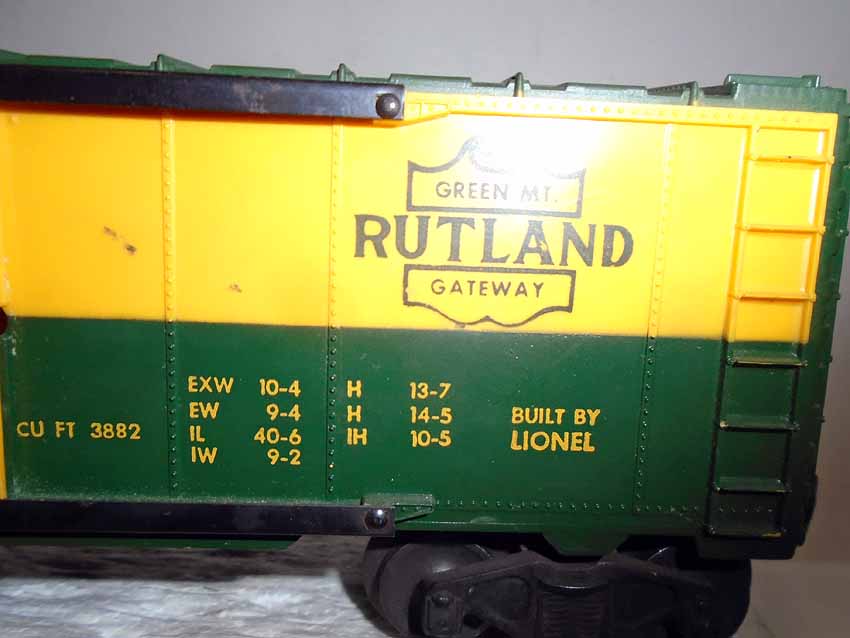 GREEN MT.
RUTLAND
GATEWAY
CU FT 3882
EXW 10-4 H 13-7
EW 9-4 H 14-5
IL 40-6 IH 10-5
IW 9-2
BUILT BY
LIONEL